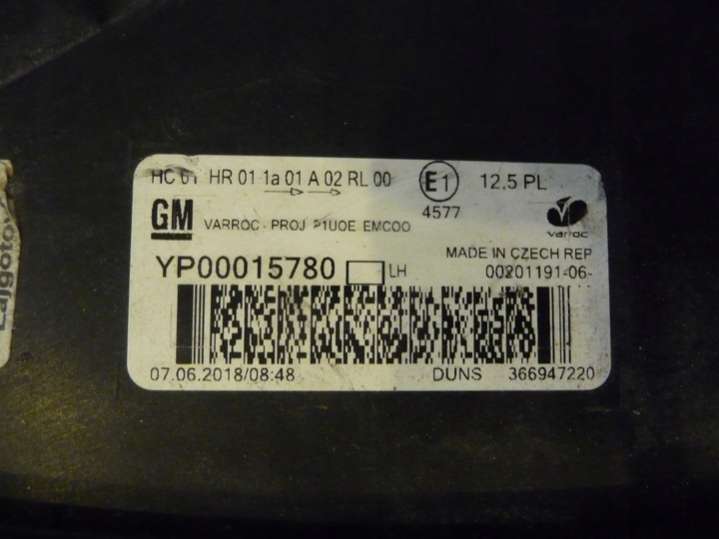 HC 01 HR 01 1a 01 A 02 RL 00
E1
12,5 PL
4577
GM
VARROC - PROJ P1UOE EMCOO
varroc
MADE IN CZECH REP
YP00015780 LH
00201191-06-
07.06.2018/08:48 DUNS 366947220